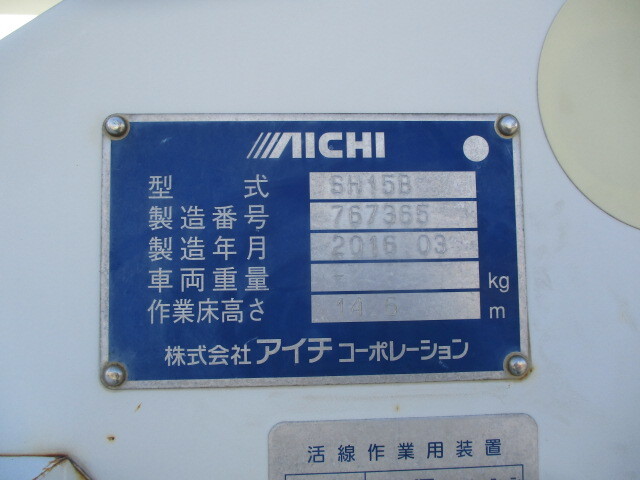 AICHI
型式 SH15B
製造番号 767365
製造年月 2016 03
車両重量 - kg
作業床高さ 14.5 m
株式会社アイチコーポレーション
活線作業用装置